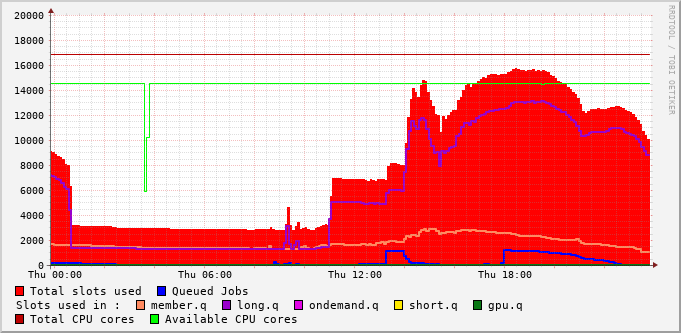 20000
18000
16000
14000
12000
10000
8000
6000
4000
2000
0
Thu 00:00 Thu 06:00 Thu 12:00 Thu 18:00
Total slots used Queued Jobs
Slots used in : member.q long.q ondemand.q short.q gpu.q
Total CPU cores Available CPU cores
RRDTOOL / TOBI OETIKER